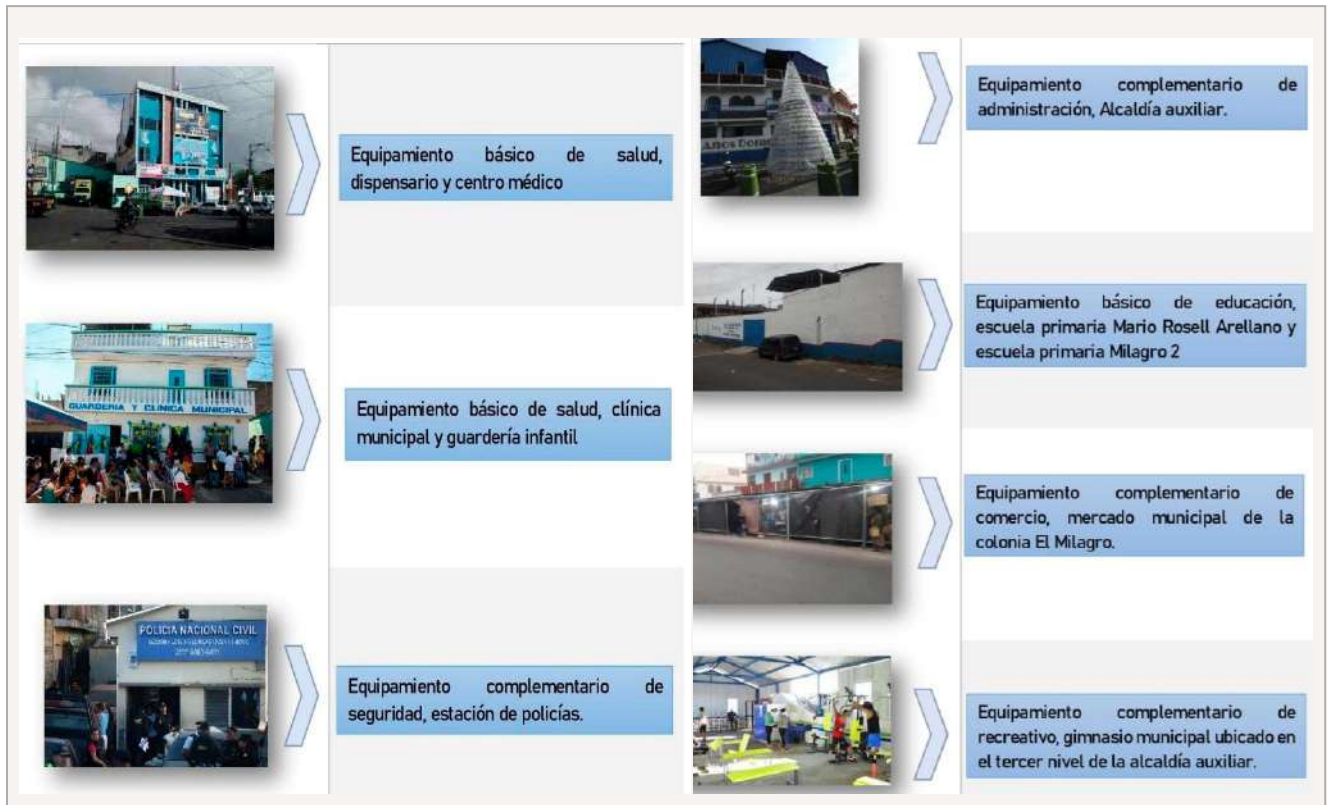 Equipamiento básico de salud,
dispensario y centro médico
GUARDERIA Y CLINICA MUNICIPAL
Equipamiento básico de salud, clínica
municipal y guardería infantil
POLICIA NACIONAL CIVIL
Equipamiento complementario de
seguridad, estación de policías.
Equipamiento complementario de
administración, Alcaldía auxiliar.
Equipamiento básico de educación,
escuela primaria Mario Rosell Arellano y
escuela primaria Milagro 2
Equipamiento complementario de
comercio, mercado municipal de la
colonia El Milagro.
Equipamiento complementario de
recreativo, gimnasio municipal ubicado en
el tercer nivel de la alcaldía auxiliar.